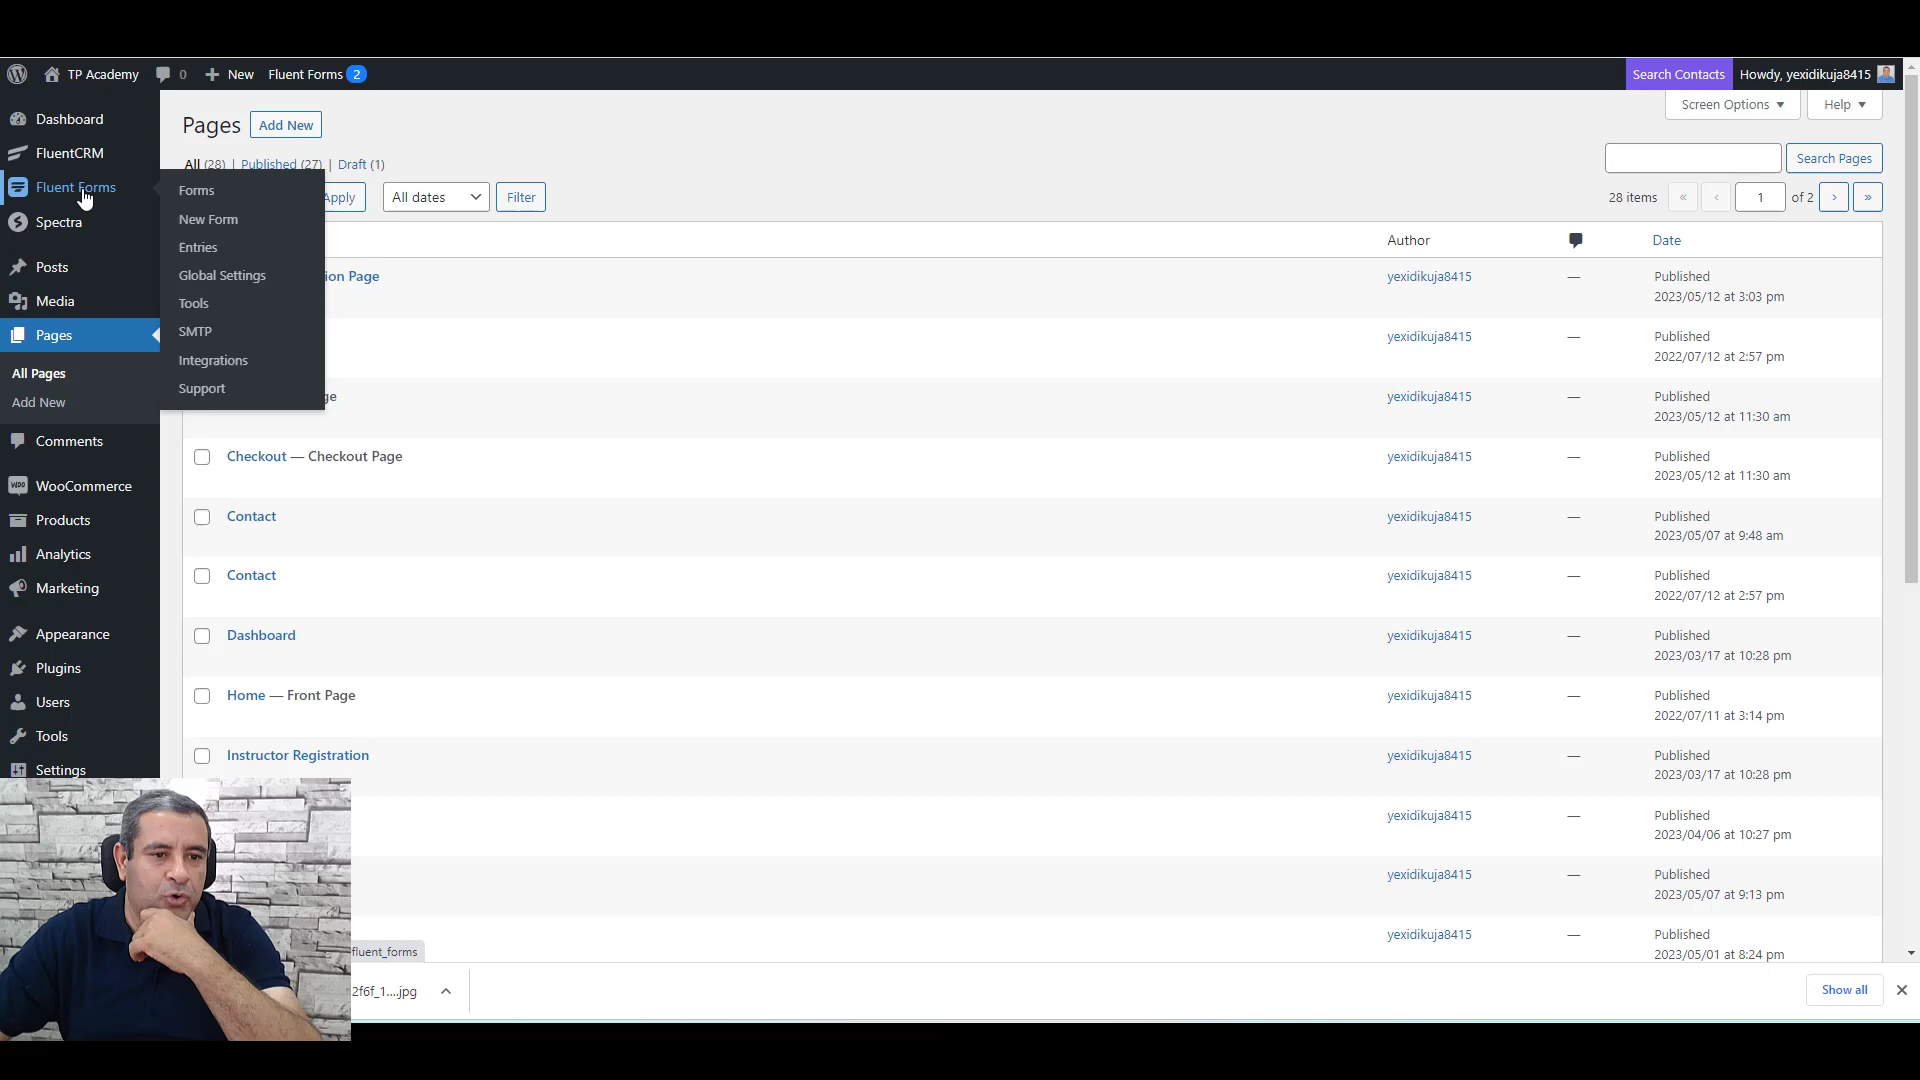 TP Academy 0 New Fluent Forms 2 Search Contacts Howdy, yexidikuja8415
Dashboard
FluentCRM
Fluent Forms
Spectra
Posts
Media
Pages
All Pages
Add New
Comments
WooCommerce
Products
Analytics
Marketing
Appearance
Plugins
Users
Tools
Settings
Forms
New Form
Entries
Global Settings
Tools
SMTP
Integrations
Support
Screen Options Help
Pages Add New
All (28) | Published (27) | Draft (1)
Search Pages
Apply All dates Filter
28 items « ‹ 1 of 2 › »
Author Date
ion Page yexidikuja8415 — Published
2023/05/12 at 3:03 pm
yexidikuja8415 — Published
2022/07/12 at 2:57 pm
ge yexidikuja8415 — Published
2023/05/12 at 11:30 am
Checkout — Checkout Page yexidikuja8415 — Published
2023/05/12 at 11:30 am
Contact yexidikuja8415 — Published
2023/05/07 at 9:48 am
Contact yexidikuja8415 — Published
2022/07/12 at 2:57 pm
Dashboard yexidikuja8415 — Published
2023/03/17 at 10:28 pm
Home — Front Page yexidikuja8415 — Published
2022/07/11 at 3:14 pm
Instructor Registration yexidikuja8415 — Published
2023/03/17 at 10:28 pm
yexidikuja8415 — Published
2023/04/06 at 10:27 pm
yexidikuja8415 — Published
2023/05/07 at 9:13 pm
yexidikuja8415 — Published
2023/05/01 at 8:24 pm
fluent_forms
2f6f_1....jpg Show all